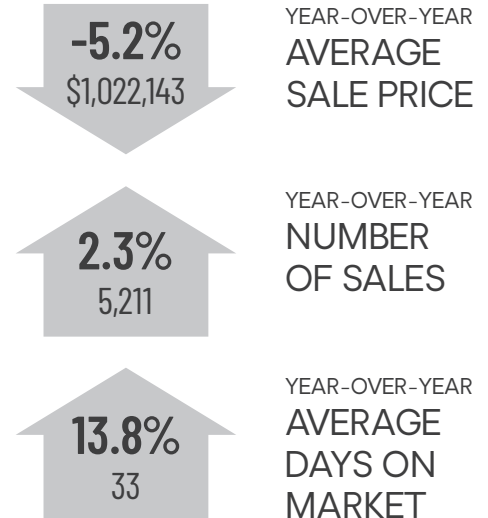 -5.2%
$1,022,143
YEAR-OVER-YEAR
AVERAGE
SALE PRICE
2.3%
5,211
YEAR-OVER-YEAR
NUMBER
OF SALES
13.8%
33
YEAR-OVER-YEAR
AVERAGE
DAYS ON
MARKET